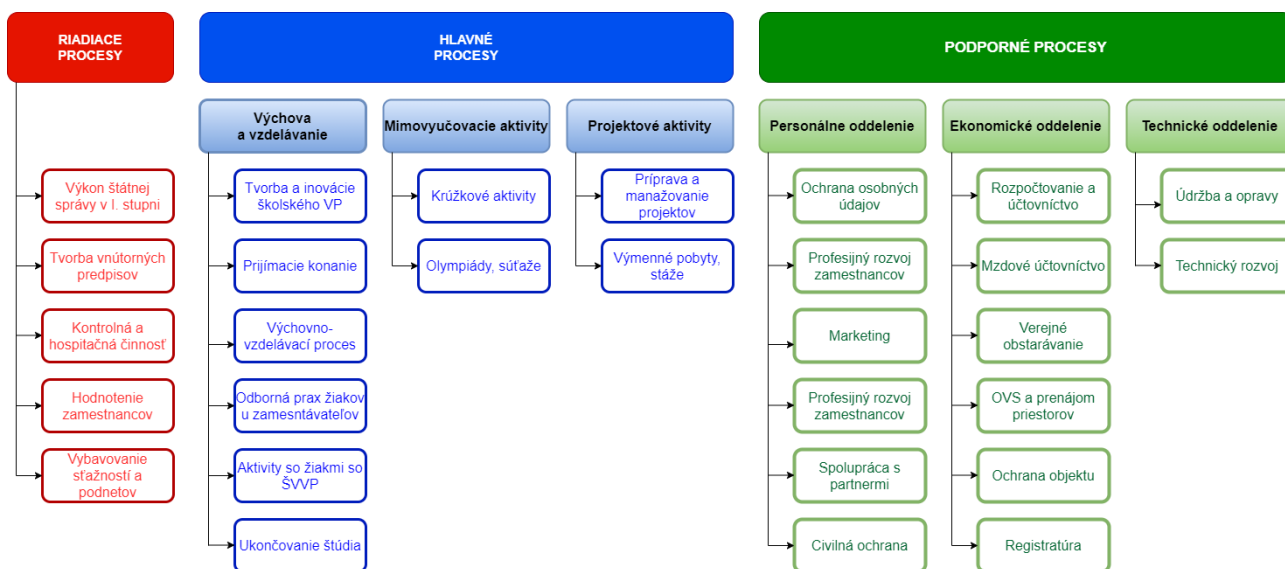 RIADIACE
PROCESY
HLAVNÉ
PROCESY
PODPORNÉ PROCESY
Výchova
a vzdelávanie
Mimovyučovacie aktivity
Projektové aktivity
Personálne oddelenie
Ekonomické oddelenie
Technické oddelenie
Výkon štátnej
správy v I. stupni
Tvorba vnútorných
predpisov
Kontrolná a
hospitačná činnosť
Hodnotenie
zamestnancov
Vybavovanie
sťažností a
podnetov
Tvorba a inovácie
školského VP
Prijímacie konanie
Výchovno-
vzdelávací proces
Odborná prax žiakov
u zamesntávateľov
Aktivity so žiakmi so
ŠVVP
Ukončovanie štúdia
Krúžkové aktivity
Olympiády, súťaže
Príprava a
manažovanie
projektov
Výmenné pobyty,
stáže
Ochrana osobných
údajov
Profesijný rozvoj
zamestnancov
Marketing
Profesijný rozvoj
zamestnancov
Spolupráca s
partnermi
Civilná ochrana
Rozpočtovanie a
účtovníctvo
Mzdové účtovníctvo
Verejné
obstarávanie
OVS a prenájom
priestorov
Ochrana objektu
Registratúra
Údržba a opravy
Technický rozvoj